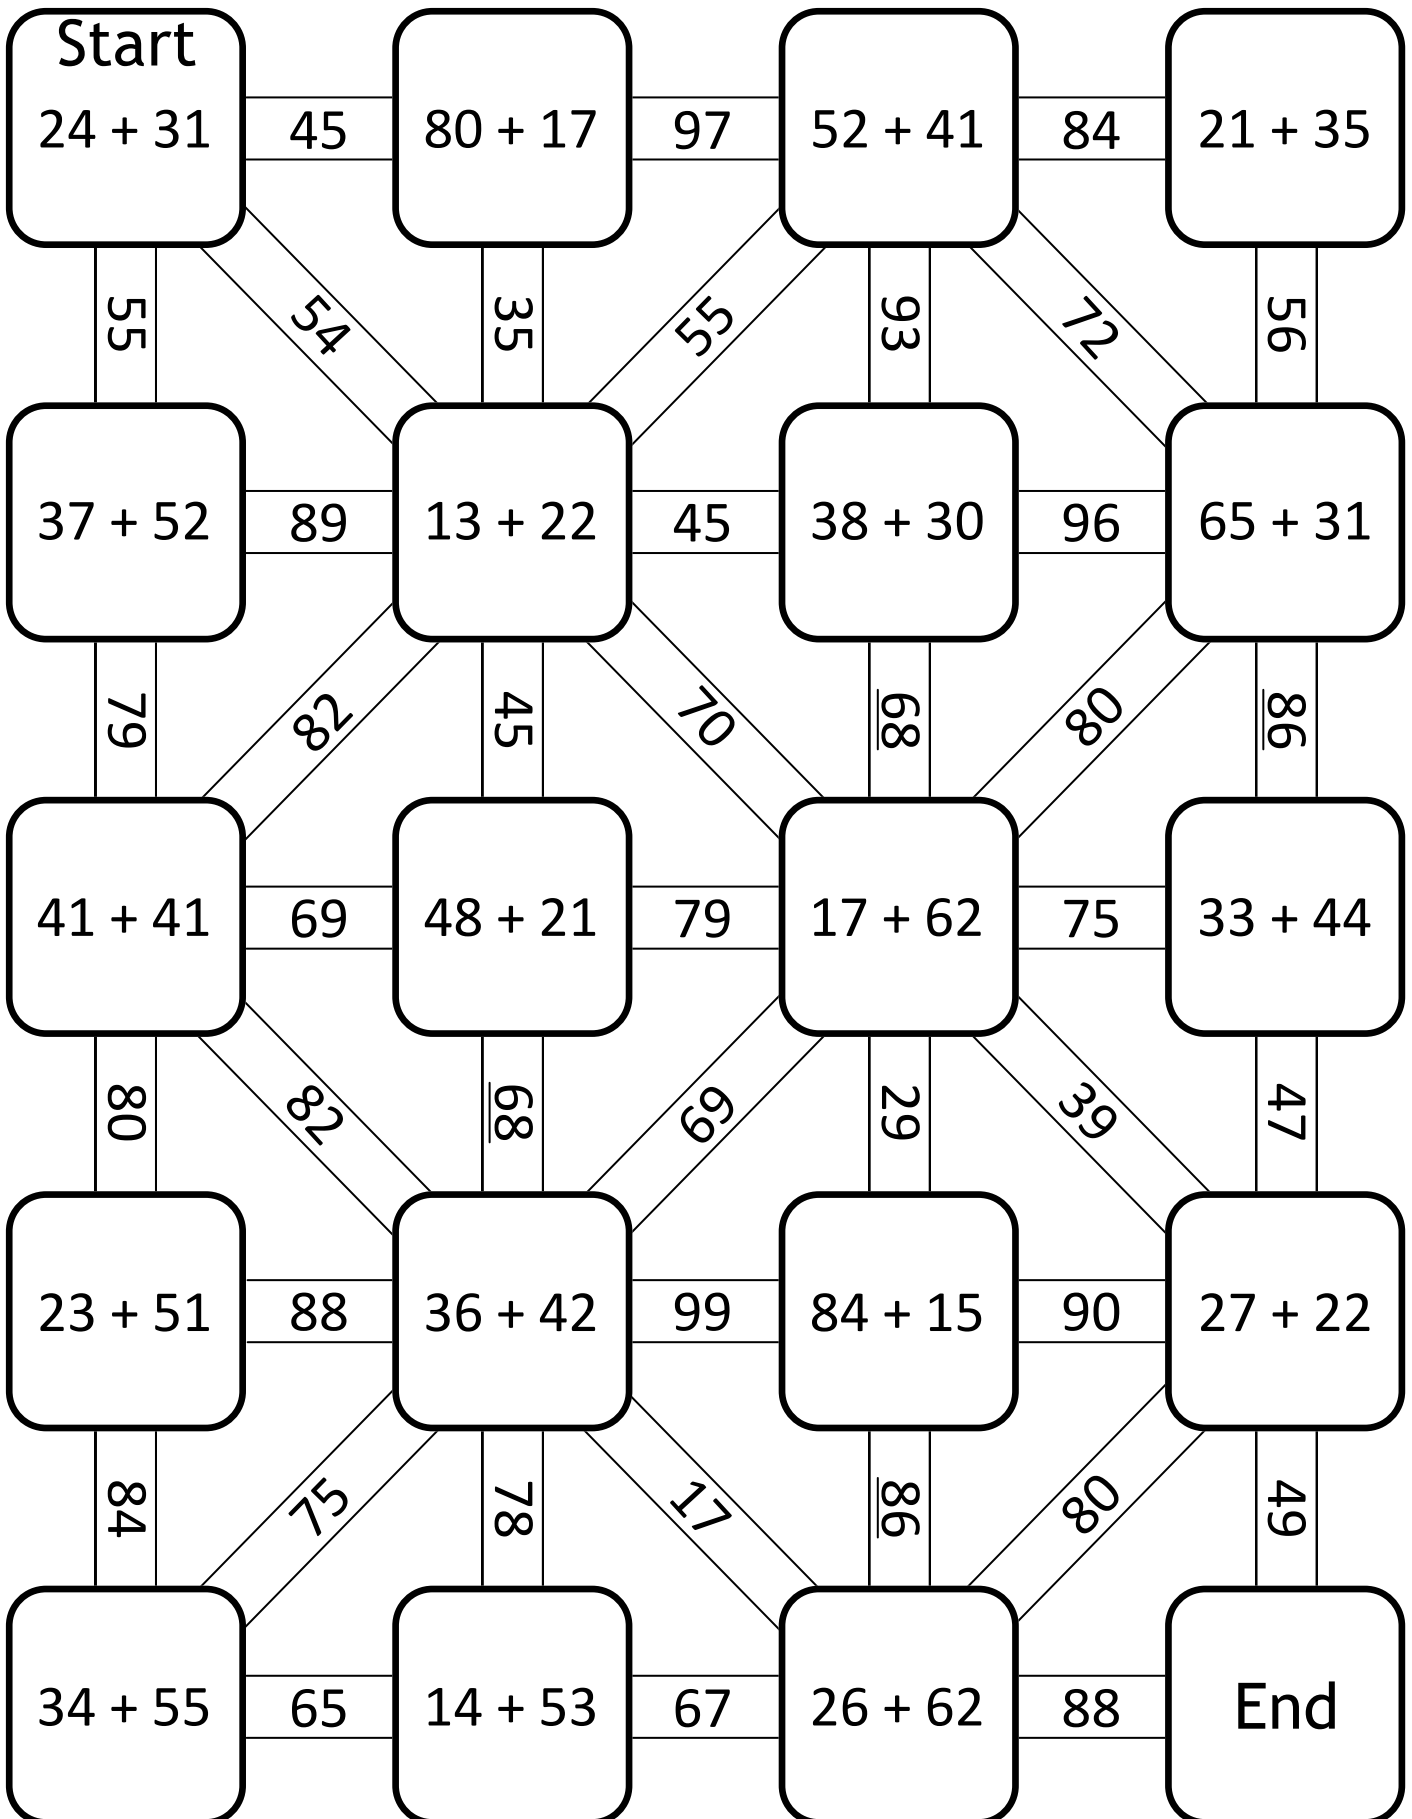 Start
24 + 31 45 80 + 17 97 52 + 41 84 21 + 35
55 54 35 55 93 72 56
37 + 52 89 13 + 22 45 38 + 30 96 65 + 31
79 82 45 70 68 80 86
41 + 41 69 48 + 21 79 17 + 62 75 33 + 44
80 82 68 69 29 39 47
23 + 51 88 36 + 42 99 84 + 15 90 27 + 22
84 75 78 17 86 80 49
34 + 55 65 14 + 53 67 26 + 62 88 End